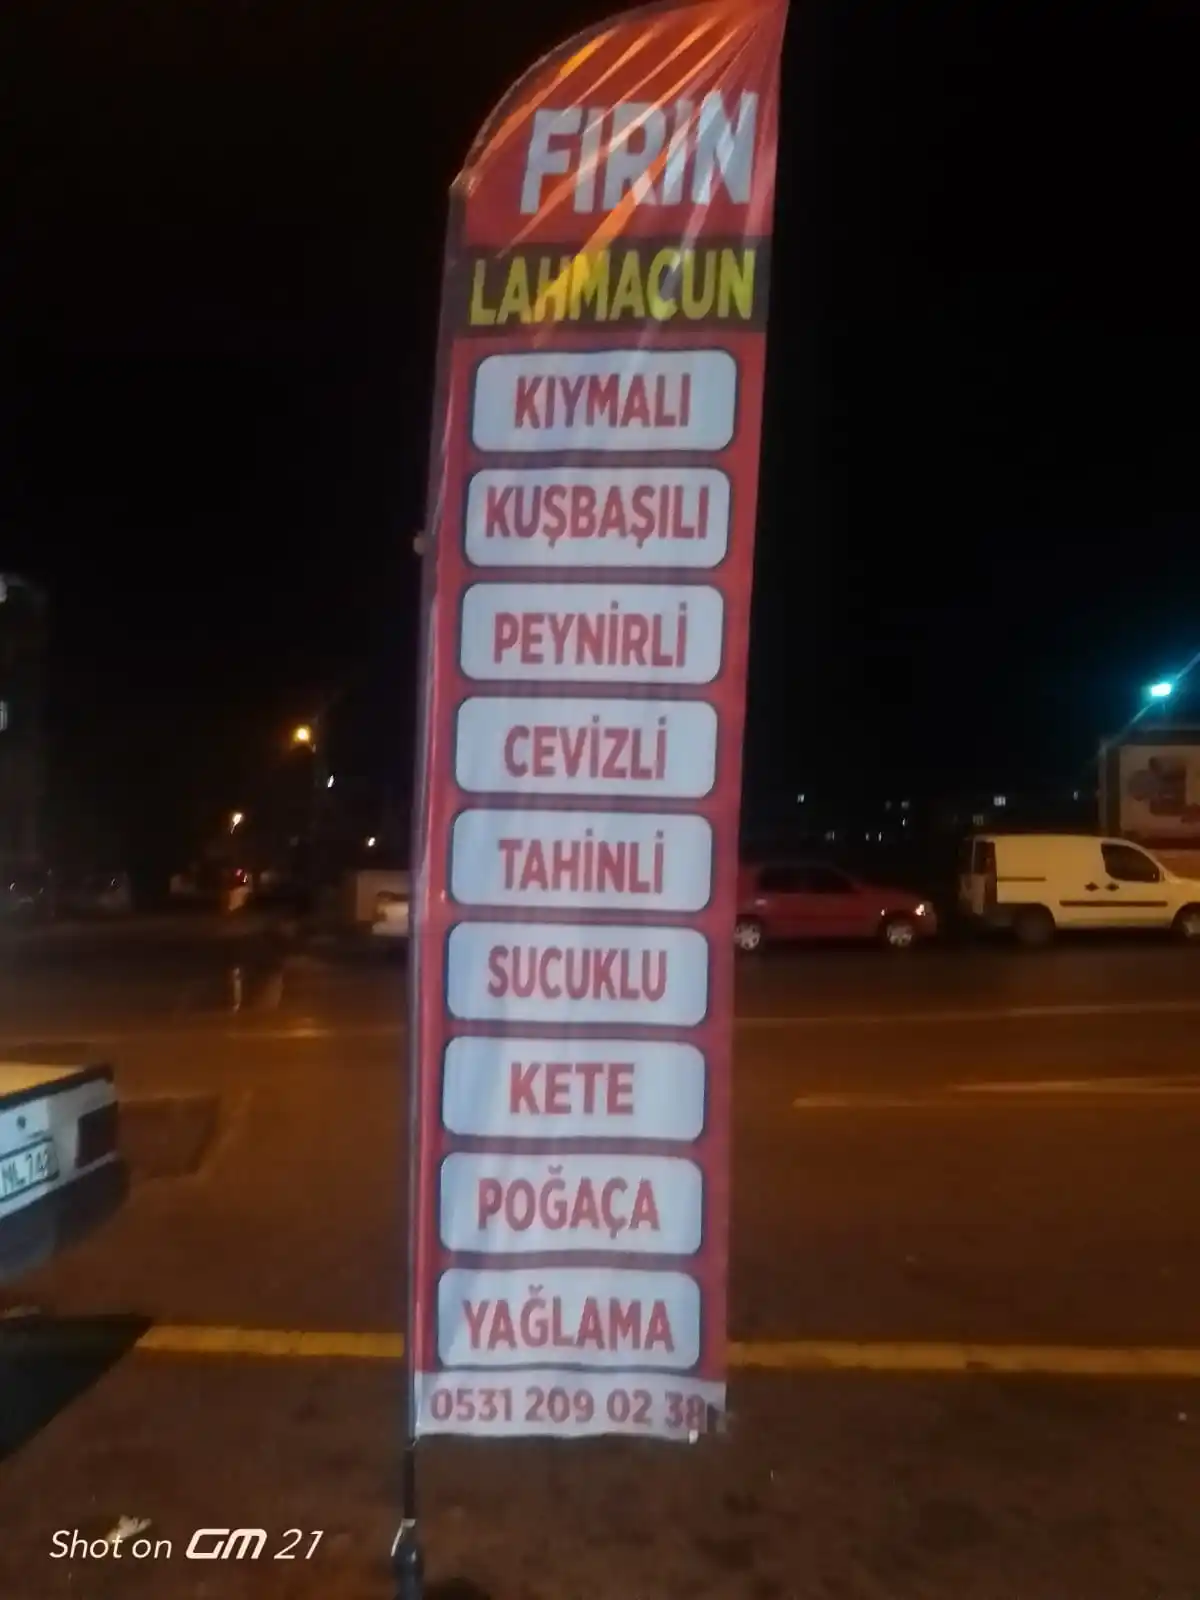 FIRIN
LAHMACUN
KIYMALI
KUŞBAŞILI
PEYNİRLİ
CEVİZLİ
TAHİNLİ
SUCUKLU
KETE
POĞAÇA
YAĞLAMA
0531 209 02 38
Shot on GM 21